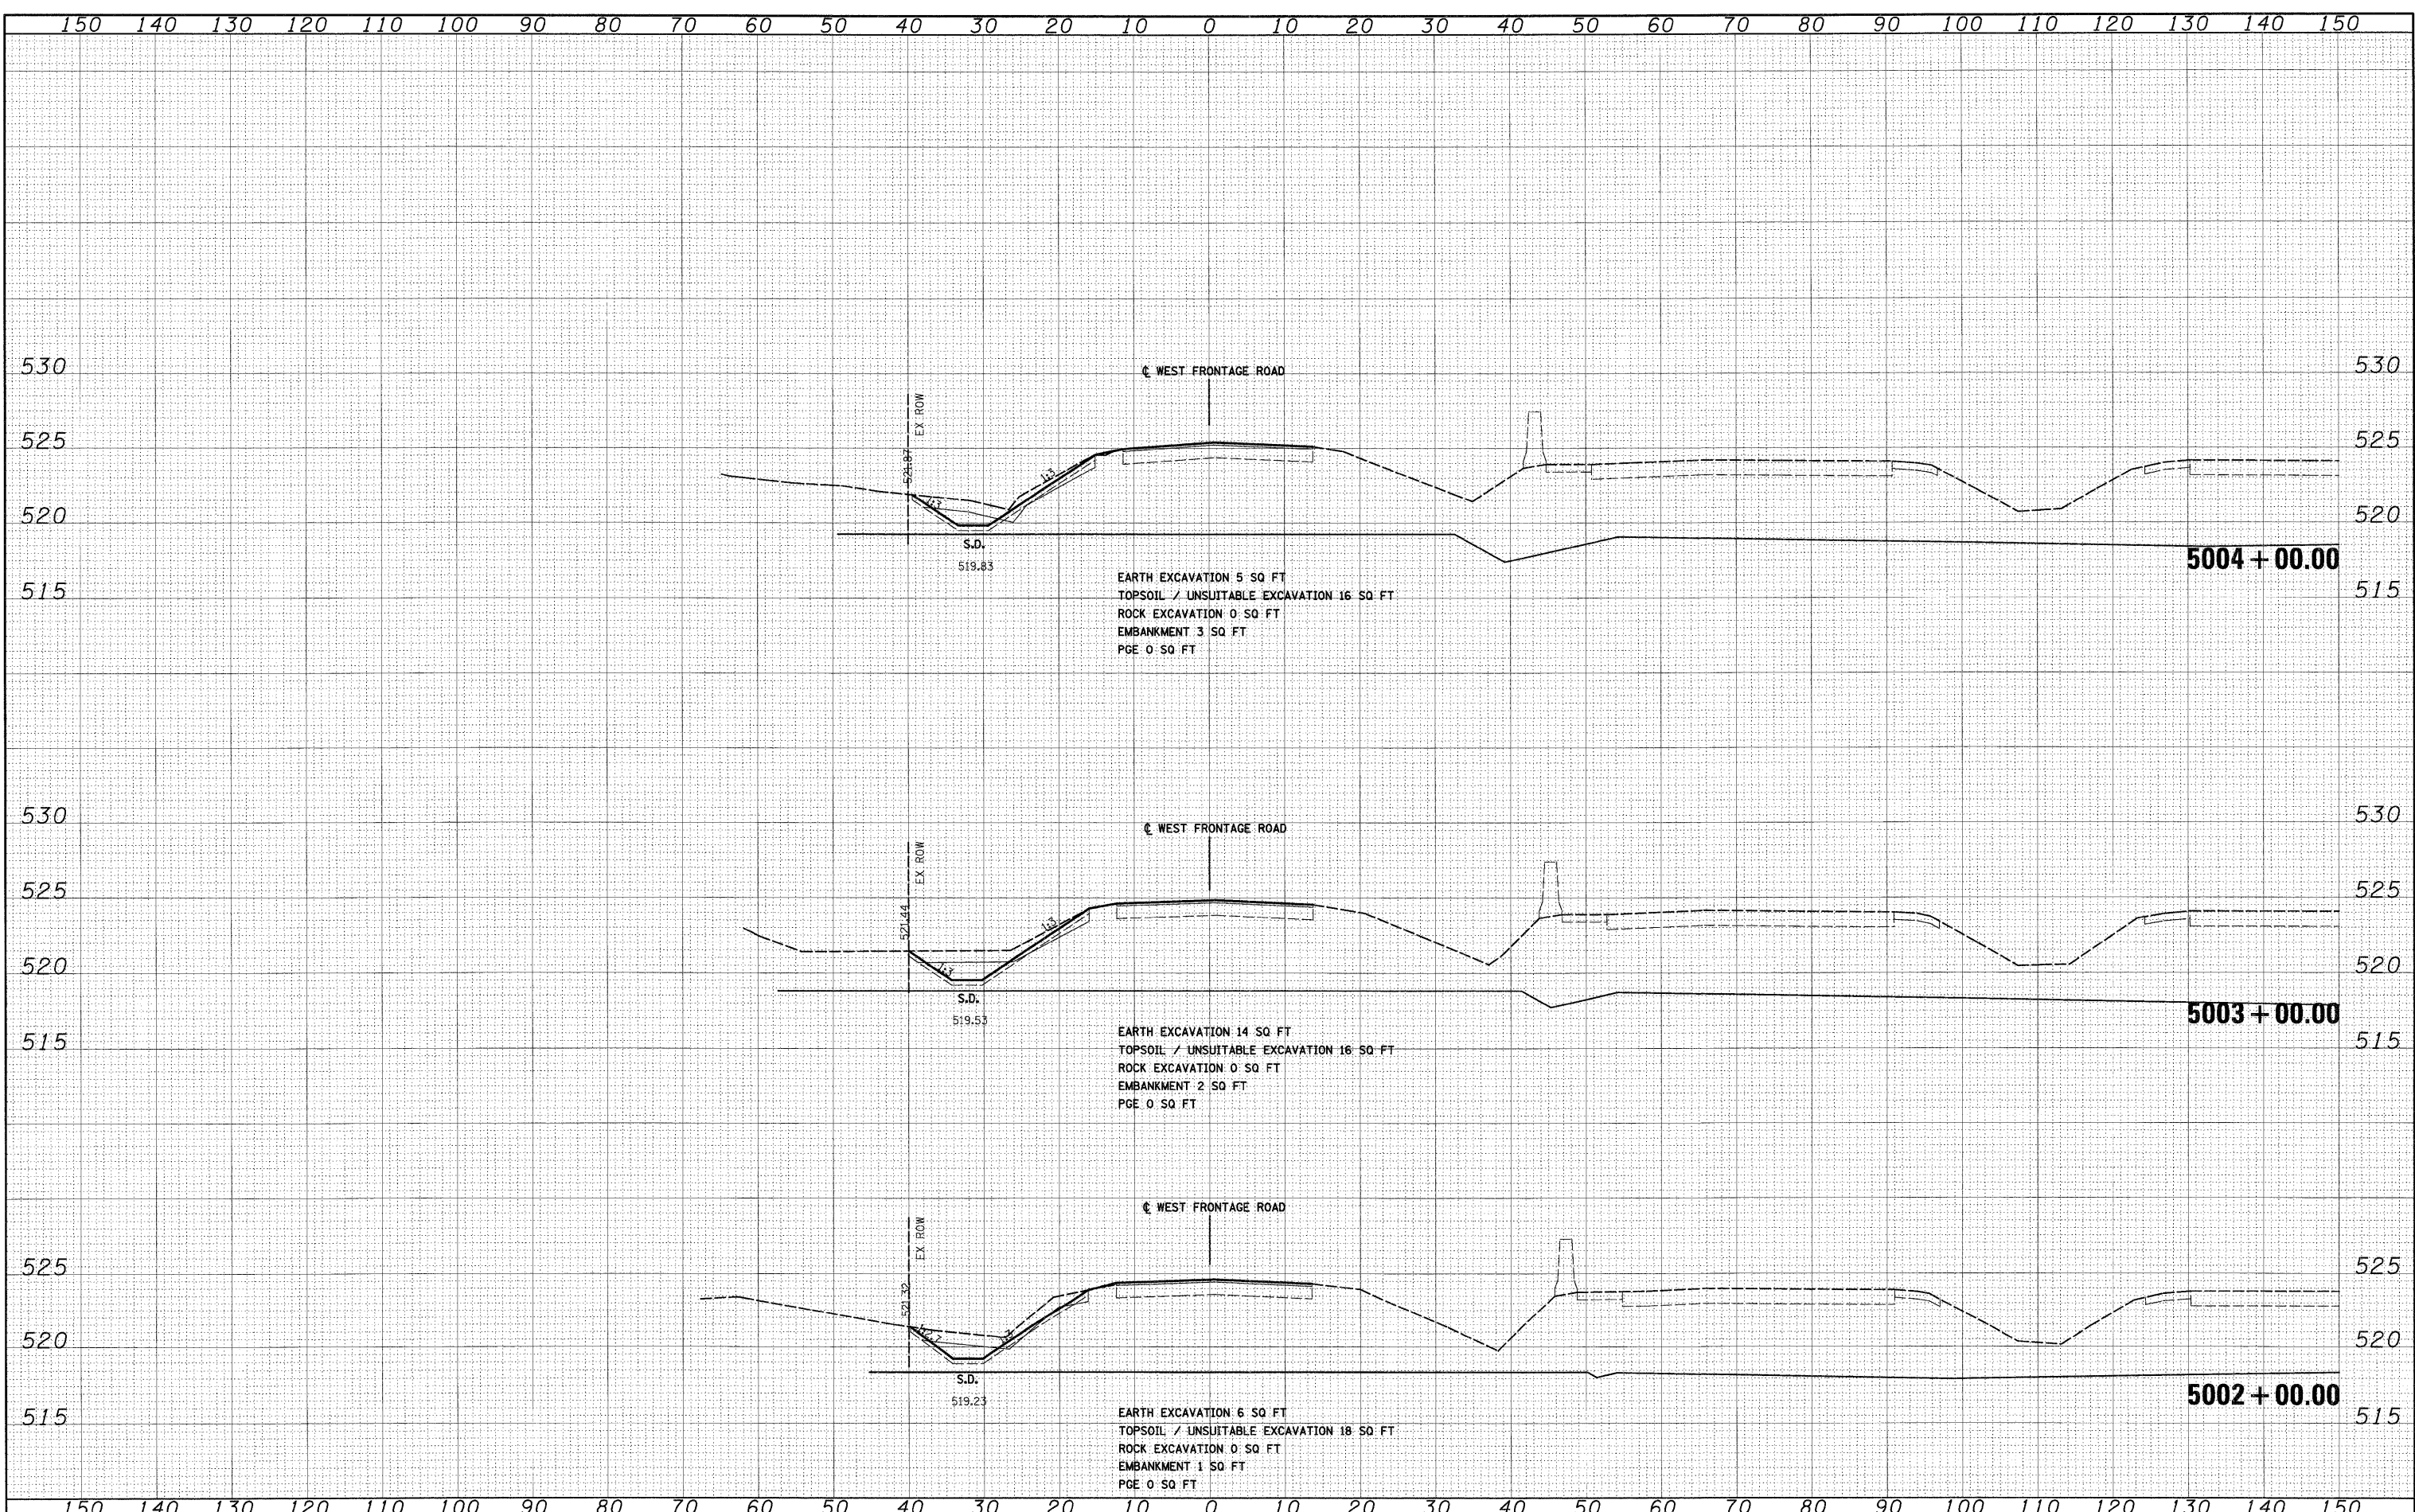 150 140 130 120 110 100 90 80 70 60 50 40 30 20 10 0 10 20 30 40 50 60 70 80 90 100 110 120 130 140 150
530 530
℄ WEST FRONTAGE ROAD
EX ROW
525 525
521.87
1:3
1:3
520 520
S.D.
519.83
5004+00.00
EARTH EXCAVATION 5 SQ FT
TOPSOIL / UNSUITABLE EXCAVATION 16 SQ FT
515 515
ROCK EXCAVATION 0 SQ FT
EMBANKMENT 3 SQ FT
PGE 0 SQ FT
530 530
℄ WEST FRONTAGE ROAD
EX ROW
525 525
521.44
1:3
1:3
520 520
S.D.
519.53
5003+00.00
EARTH EXCAVATION 14 SQ FT
515 515
TOPSOIL / UNSUITABLE EXCAVATION 16 SQ FT
ROCK EXCAVATION 0 SQ FT
EMBANKMENT 2 SQ FT
PGE 0 SQ FT
℄ WEST FRONTAGE ROAD
EX ROW
525 525
521.32
520 520
S.D.
519.23
5002+00.00
EARTH EXCAVATION 6 SQ FT
515 515
TOPSOIL / UNSUITABLE EXCAVATION 18 SQ FT
ROCK EXCAVATION 0 SQ FT
EMBANKMENT 1 SQ FT
PGE 0 SQ FT
150 140 130 120 110 100 90 80 70 60 50 40 30 20 10 0 10 20 30 40 50 60 70 80 90 100 110 120 130 140 150